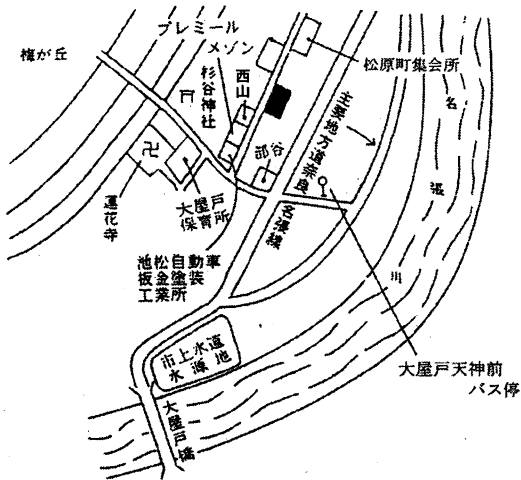 プレミール
メゾン
梅が丘
松原町集会所
杉谷神社
西山
主要地方道奈良
名張線
名張川
部谷
卍
大屋戸
保育所
蓮花寺
池松自動車
板金塗装
工業所
市上水道
水源地
大屋戸橋
大屋戸天神前
バス停